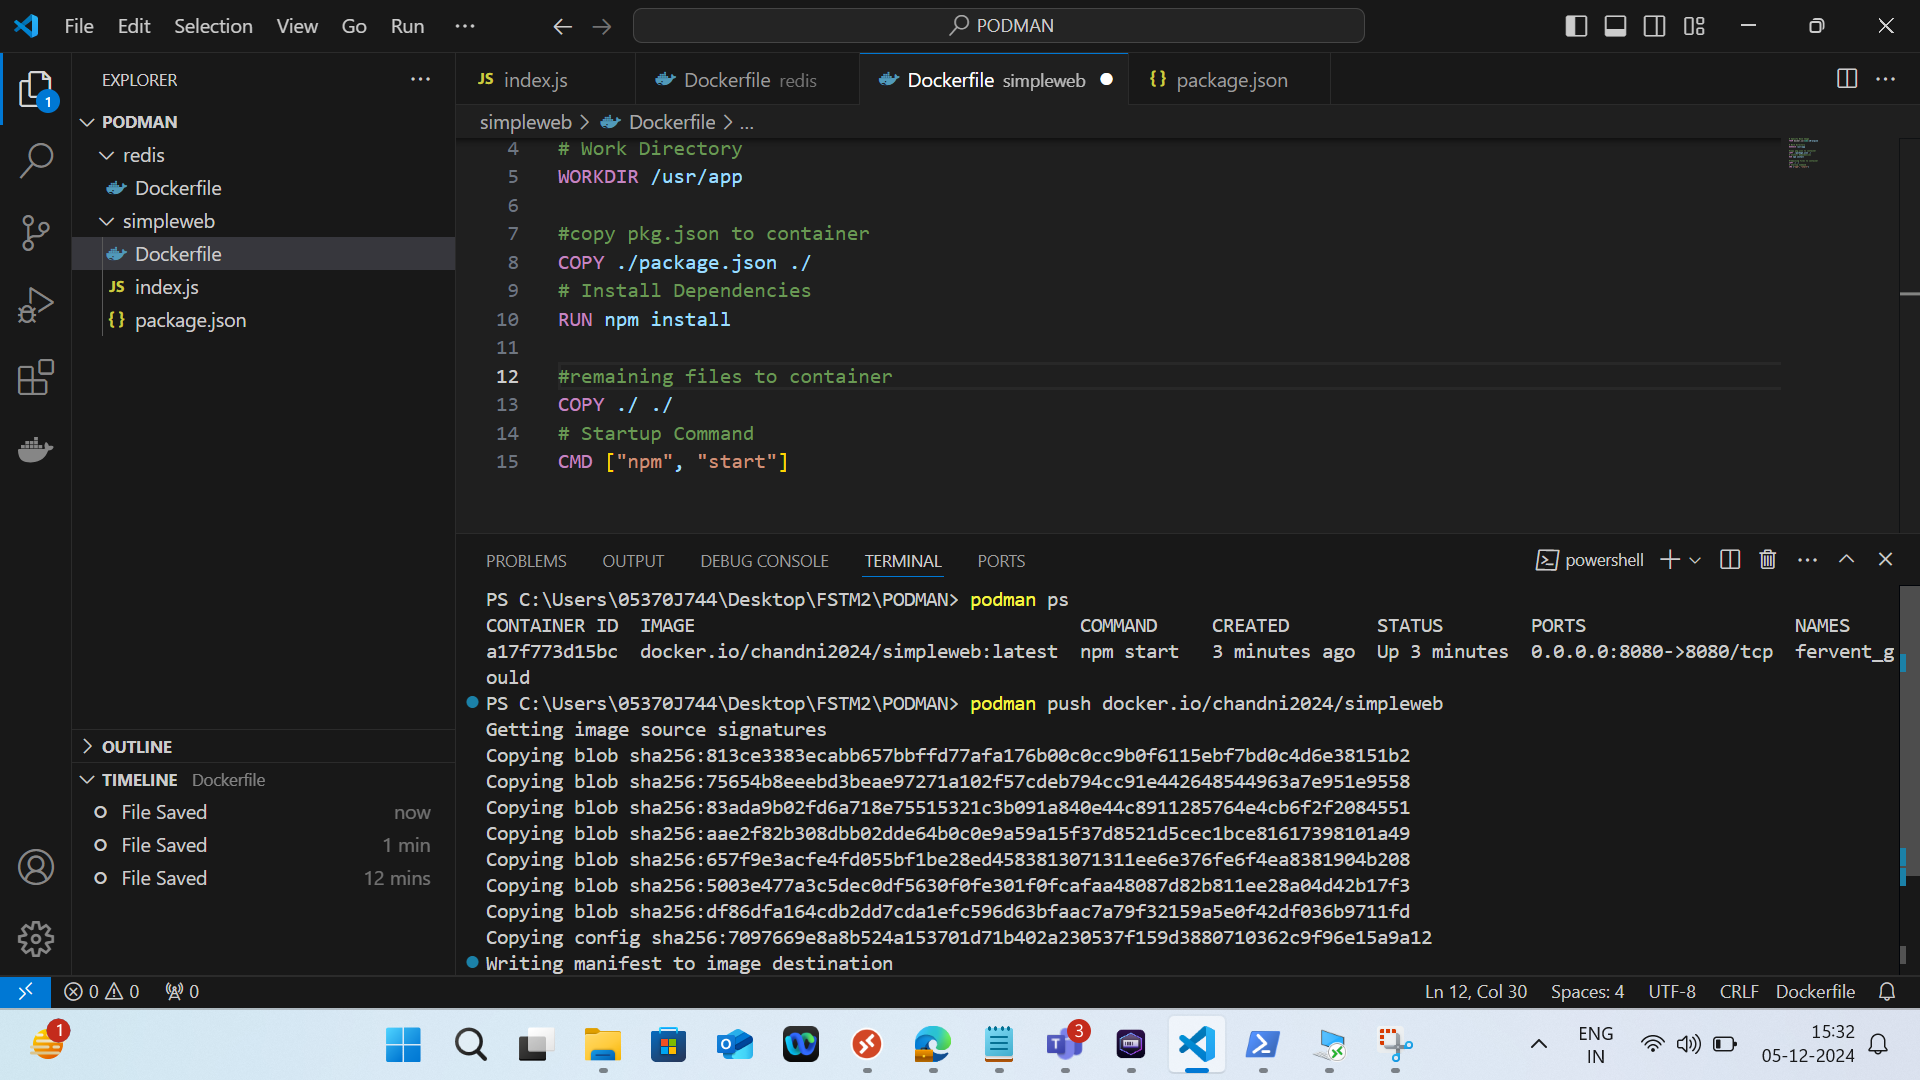 File Edit Selection View Go Run ...
PODMAN
EXPLORER
index.js
Dockerfile redis
Dockerfile simpleweb
package.json
1
PODMAN
redis
Dockerfile
simpleweb
Dockerfile
index.js
package.json
simpleweb > Dockerfile > ...
4 # Work Directory
5 WORKDIR /usr/app
6
7 #copy pkg.json to container
8 COPY ./package.json ./
9 # Install Dependencies
10 RUN npm install
11
12 #remaining files to container
13 COPY ./ ./
14 # Startup Command
15 CMD ["npm", "start"]
PROBLEMS OUTPUT DEBUG CONSOLE TERMINAL PORTS
powershell
PS C:\Users\05370J744\Desktop\FSTM2\PODMAN> podman ps
CONTAINER ID IMAGE COMMAND CREATED STATUS PORTS NAMES
a17f773d15bc docker.io/chandni2024/simpleweb:latest npm start 3 minutes ago Up 3 minutes 0.0.0.0:8080->8080/tcp fervent_g
ould
PS C:\Users\05370J744\Desktop\FSTM2\PODMAN> podman push docker.io/chandni2024/simpleweb
Getting image source signatures
Copying blob sha256:813ce3383ecabb657bbffd77afa176b00c0cc9b0f6115ebf7bd0c4d6e38151b2
Copying blob sha256:75654b8eeebd3beae97271a102f57cdeb794cc91e442648544963a7e951e9558
Copying blob sha256:83ada9b02fd6a718e75515321c3b091a840e44c8911285764e4cb6f2f2084551
Copying blob sha256:aae2f82b308dbb02dde64b0c0e9a59a15f37d8521d5cec1bce81617398101a49
Copying blob sha256:657f9e3acfe4fd055bf1be28ed4583813071311ee6e376fe6f4ea8381904b208
Copying blob sha256:5003e477a3c5dec0df5630f0fe301f0fcafaa48087d82b811ee28a04d42b17f3
Copying blob sha256:df86dfa164cdb2dd7cda1efc596d63bfaac7a79f32159a5e0f42df036b9711fd
Copying config sha256:7097669e8a8b524a153701d71b402a230537f159d3880710362c9f96e15a9a12
Writing manifest to image destination
OUTLINE
TIMELINE Dockerfile
File Saved now
File Saved 1 min
File Saved 12 mins
0 0 0
Ln 12, Col 30 Spaces: 4 UTF-8 CRLF Dockerfile
1
3
ENG
IN
15:32
05-12-2024